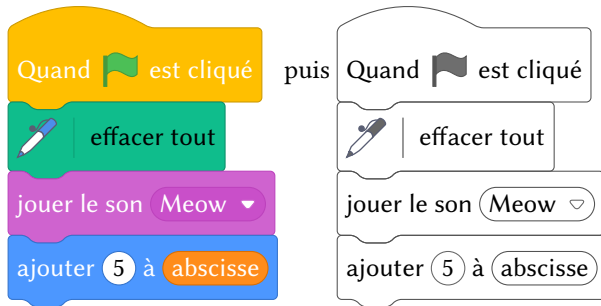 Quand est cliqué puis Quand est cliqué
effacer tout effacer tout
jouer le son Meow jouer le son Meow
ajouter 5 à abscisse ajouter 5 à abscisse